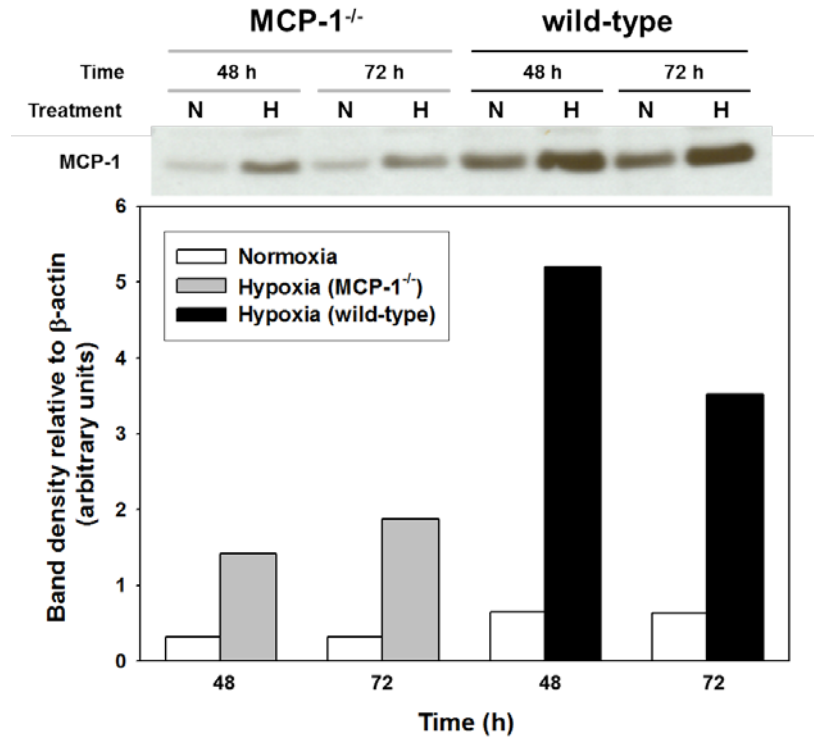 MCP-1⁻/⁻ wild-type
Time 48 h 72 h 48 h 72 h
Treatment N H N H N H N H
MCP-1
6
5
4
3
2
1
0
Band density relative to β-actin
(arbitrary units)
Normoxia
Hypoxia (MCP-1⁻/⁻)
Hypoxia (wild-type)
48 72 48 72
Time (h)